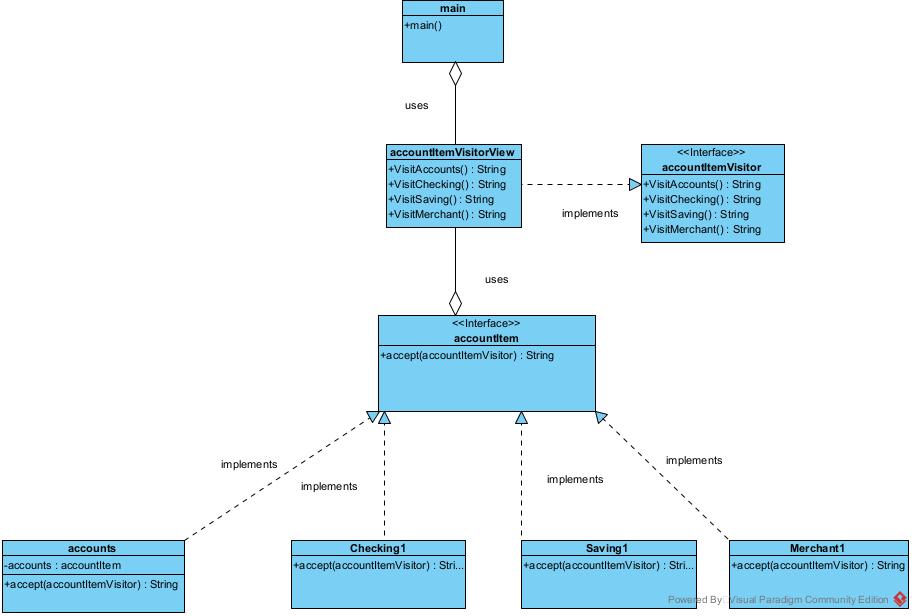 main
+main()
uses
accountItemVisitorView
+VisitAccounts() : String
+VisitChecking() : String
+VisitSaving() : String
+VisitMerchant() : String
implements
<<Interface>>
accountItemVisitor
+VisitAccounts() : String
+VisitChecking() : String
+VisitSaving() : String
+VisitMerchant() : String
uses
<<Interface>>
accountItem
+accept(accountItemVisitor) : String
implements
implements
implements
implements
accounts
-accounts : accountItem
+accept(accountItemVisitor) : String
Checking1
+accept(accountItemVisitor) : Stri...
Saving1
+accept(accountItemVisitor) : Stri...
Merchant1
+accept(accountItemVisitor) : String
Powered By Visual Paradigm Community Edition